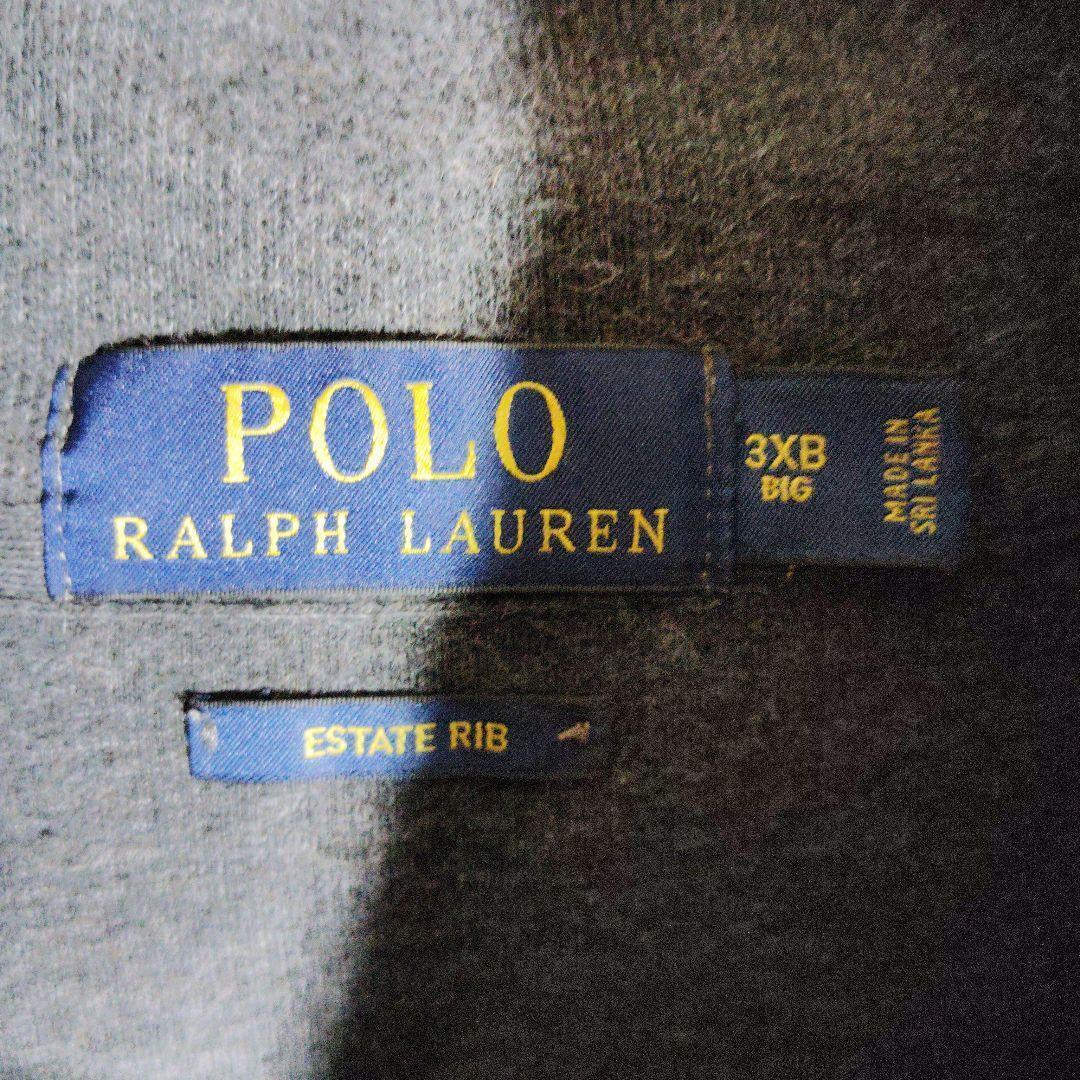 POLO
RALPH LAUREN
3XB
BIG
MADE IN
SRI LANKA
ESTATE RIB